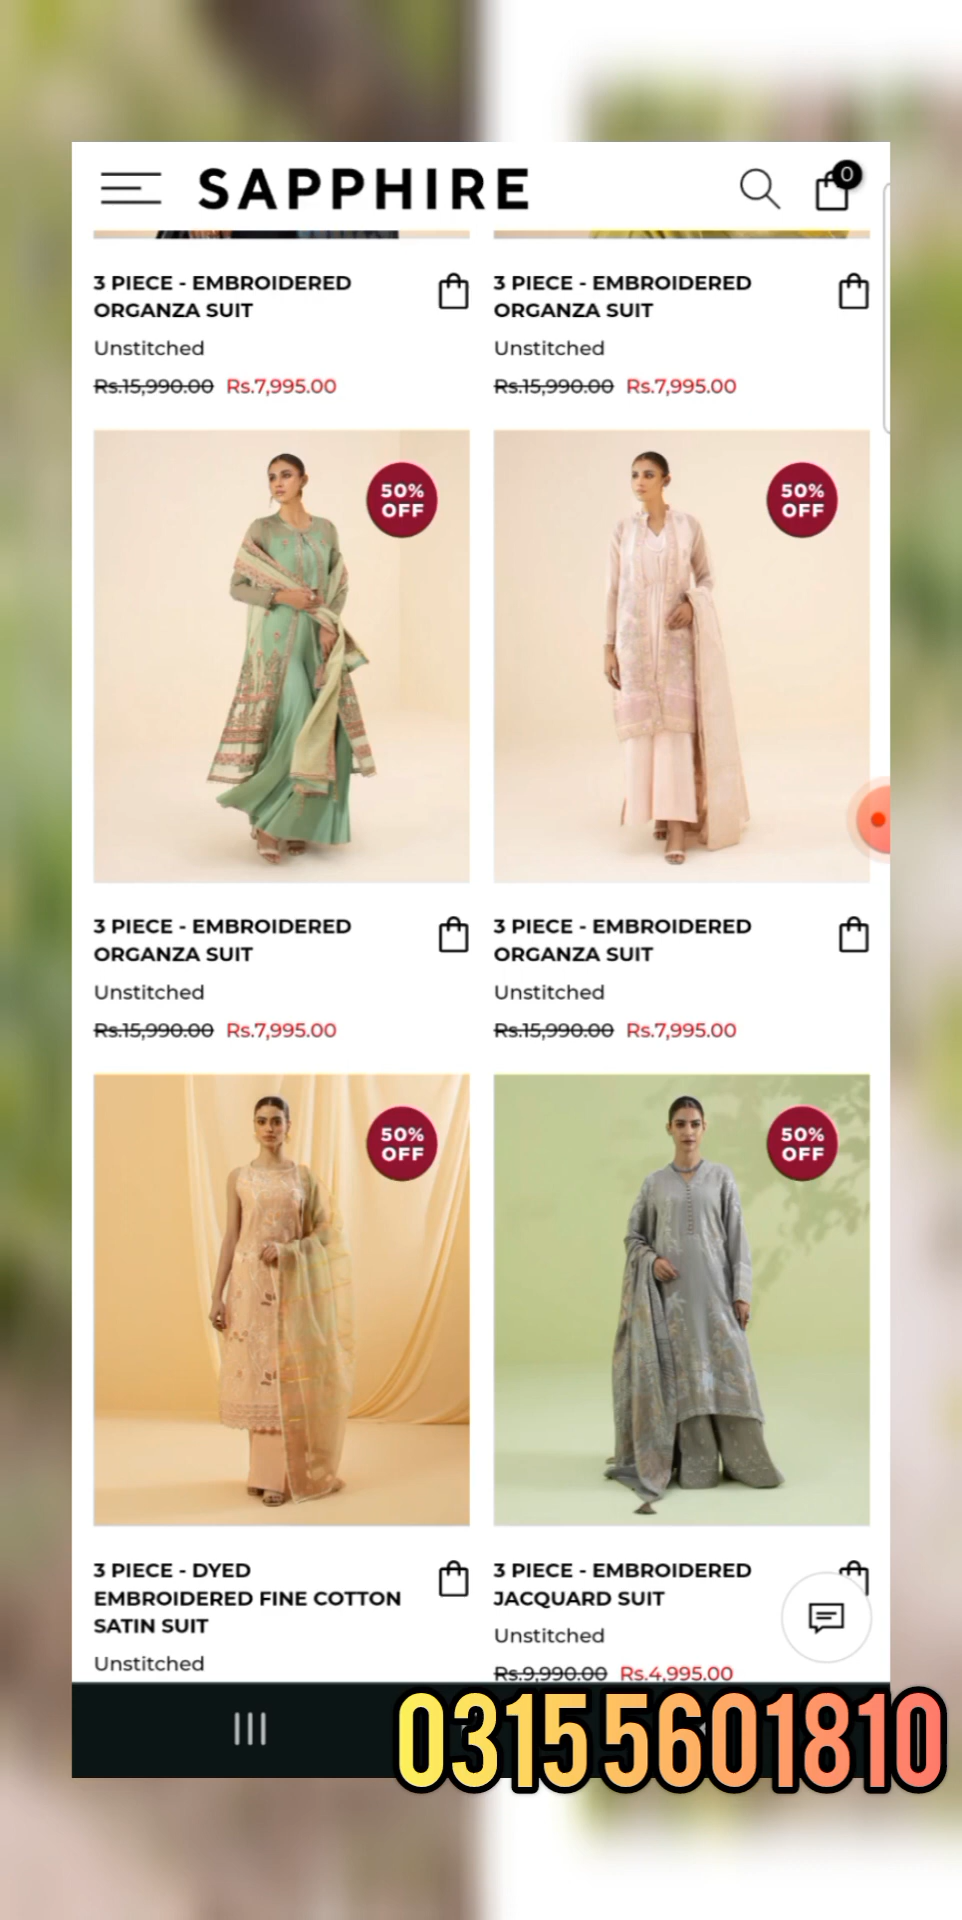 SAPPHIRE
0
3 PIECE - EMBROIDERED
ORGANZA SUIT
Unstitched
Rs.15,990.00 Rs.7,995.00
3 PIECE - EMBROIDERED
ORGANZA SUIT
Unstitched
Rs.15,990.00 Rs.7,995.00
50%
OFF
50%
OFF
3 PIECE - EMBROIDERED
ORGANZA SUIT
Unstitched
Rs.15,990.00 Rs.7,995.00
3 PIECE - EMBROIDERED
ORGANZA SUIT
Unstitched
Rs.15,990.00 Rs.7,995.00
50%
OFF
50%
OFF
3 PIECE - DYED
EMBROIDERED FINE COTTON
SATIN SUIT
Unstitched
3 PIECE - EMBROIDERED
JACQUARD SUIT
Unstitched
Rs.9,990.00 Rs.4,995.00
03155601810